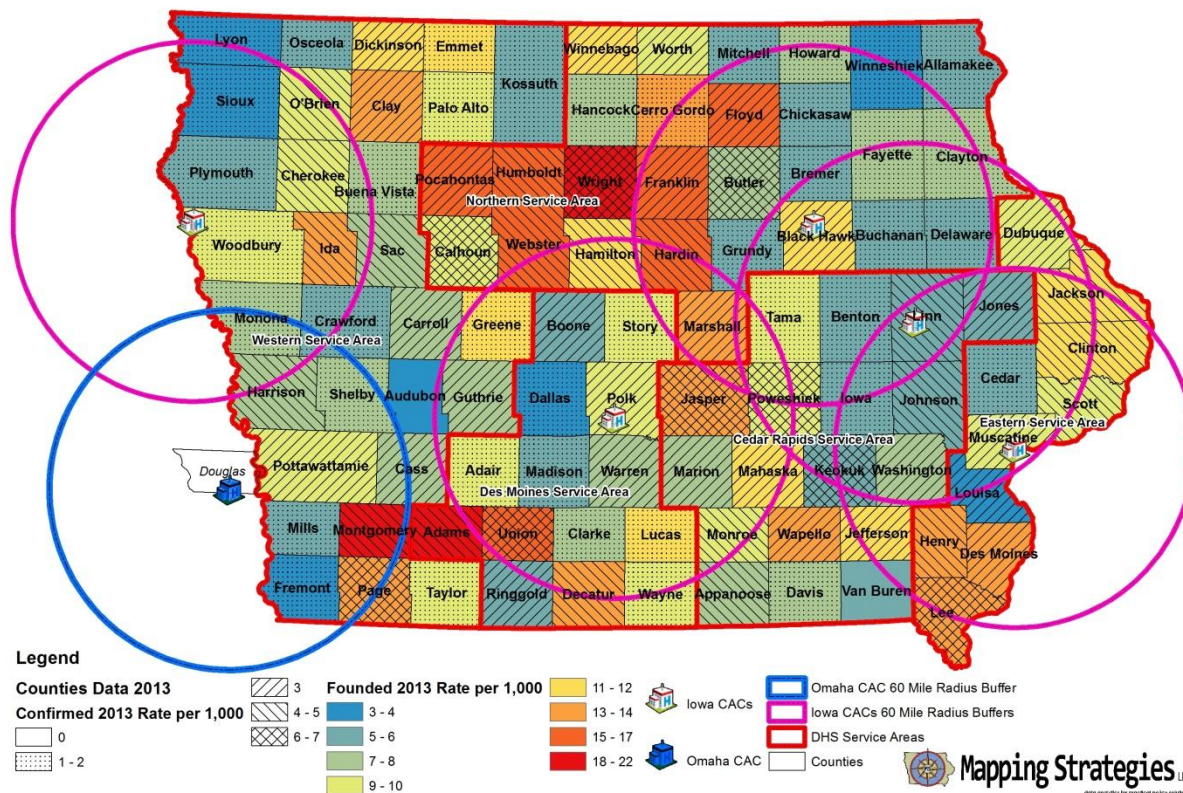 Lyon
Osceola
Dickinson
Emmet
Kossuth
Winnebago
Worth
Mitchell
Howard
Winneshiek
Allamakee
Sioux
O'Brien
Clay
Palo Alto
Hancock
Cerro Gordo
Floyd
Chickasaw
Fayette
Clayton
Plymouth
Cherokee
Buena Vista
Pocahontas
Humboldt
Wright
Franklin
Butler
Bremer
Northern Service Area
Woodbury
Ida
Sac
Calhoun
Webster
Hamilton
Hardin
Grundy
Black Hawk
Buchanan
Delaware
Dubuque
Monona
Crawford
Carroll
Greene
Boone
Story
Marshall
Tama
Benton
Linn
Jones
Jackson
Clinton
Western Service Area
Harrison
Shelby
Audubon
Guthrie
Dallas
Polk
Jasper
Poweshiek
Iowa
Johnson
Cedar
Scott
Eastern Service Area
Muscatine
Cedar Rapids Service Area
Douglas
Pottawattamie
Cass
Adair
Madison
Warren
Marion
Mahaska
Keokuk
Washington
Louisa
Des Moines Service Area
Mills
Montgomery
Adams
Union
Clarke
Lucas
Monroe
Wapello
Jefferson
Henry
Des Moines
Fremont
Page
Taylor
Ringgold
Decatur
Wayne
Appanoose
Davis
Van Buren
Lee
Legend
Counties Data 2013
Confirmed 2013 Rate per 1,000
0
1 - 2
3
4 - 5
6 - 7
Founded 2013 Rate per 1,000
3 - 4
5 - 6
7 - 8
9 - 10
11 - 12
13 - 14
15 - 17
18 - 22
Iowa CACs
Omaha CAC
Omaha CAC 60 Mile Radius Buffer
Iowa CACs 60 Mile Radius Buffers
DHS Service Areas
Counties
Mapping Strategies